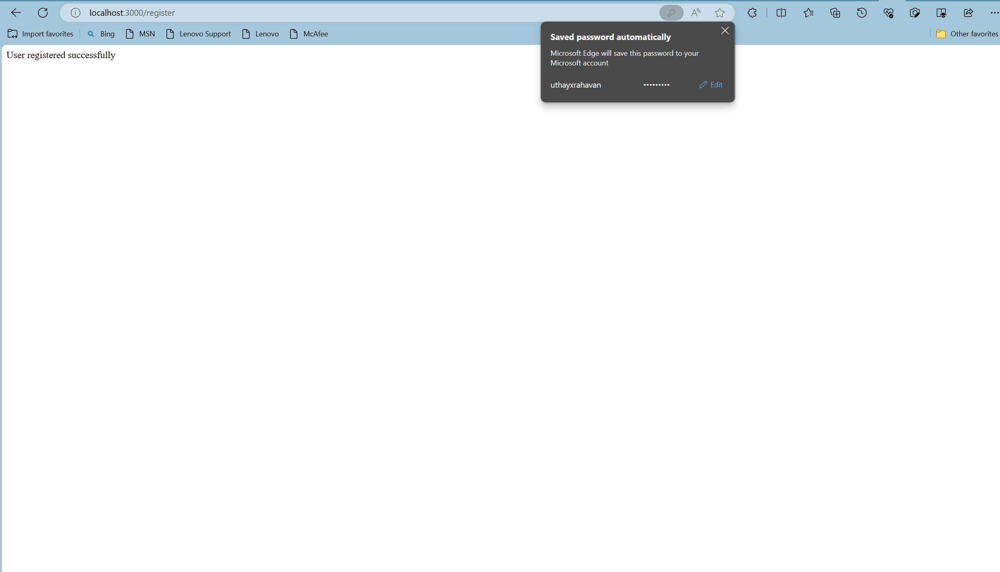 localhost:3000/register
Import favorites Bing MSN Lenovo Support Lenovo McAfee Other favorites
User registered successfully
Saved password automatically
Microsoft Edge will save this password to your
Microsoft account
uthayxrahavan ••••••••• Edit